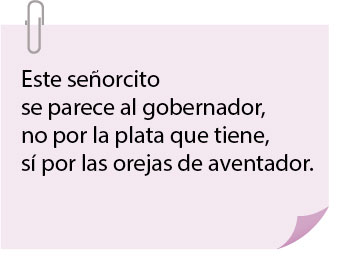 Este señorcito
se parece al gobernador,
no por la plata que tiene,
sí por las orejas de aventador.